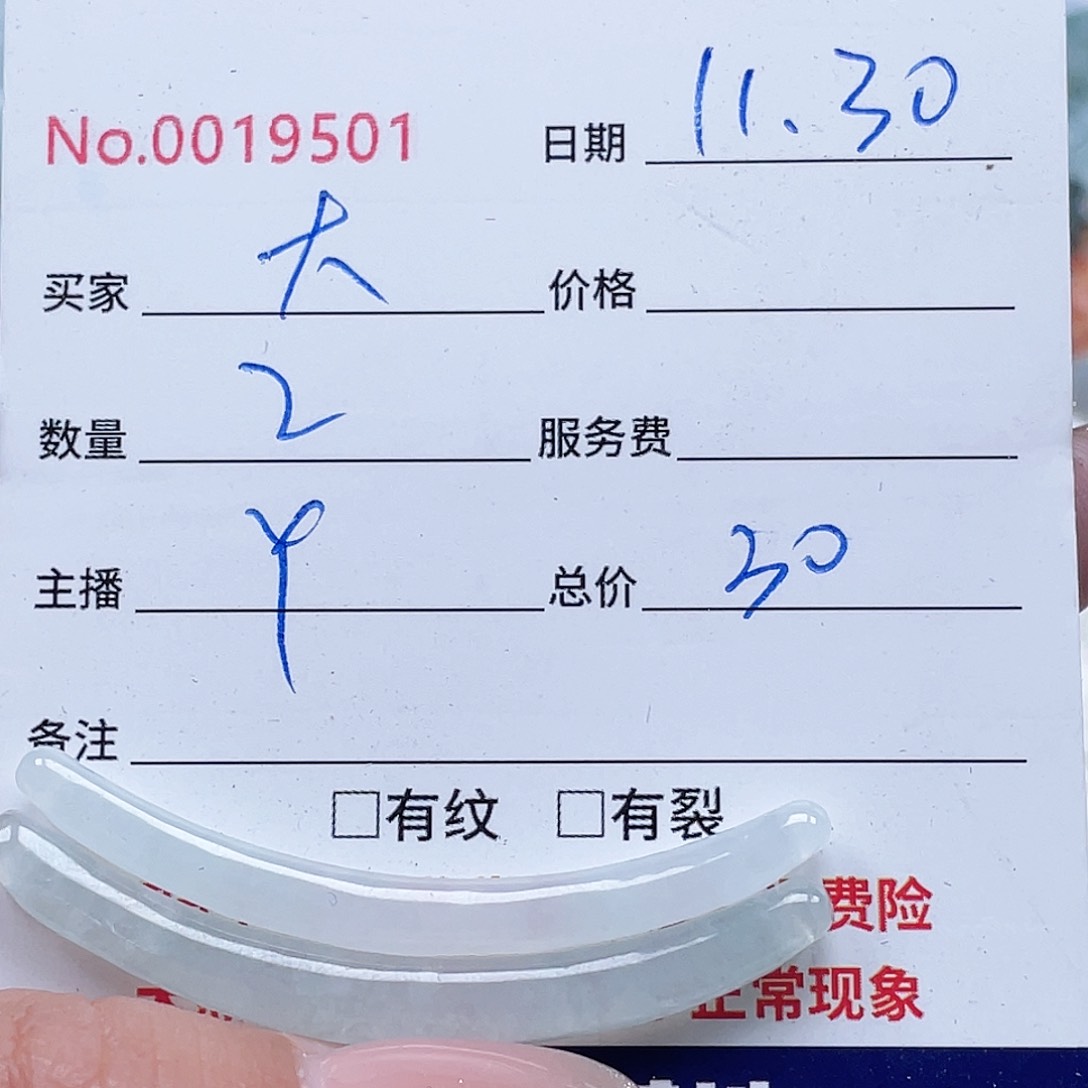 No.0019501 日期 11.30
买家 大 价格
数量 2 服务费
主播 Y 总价 30
备注
□有纹 □有裂
费险
正常现象